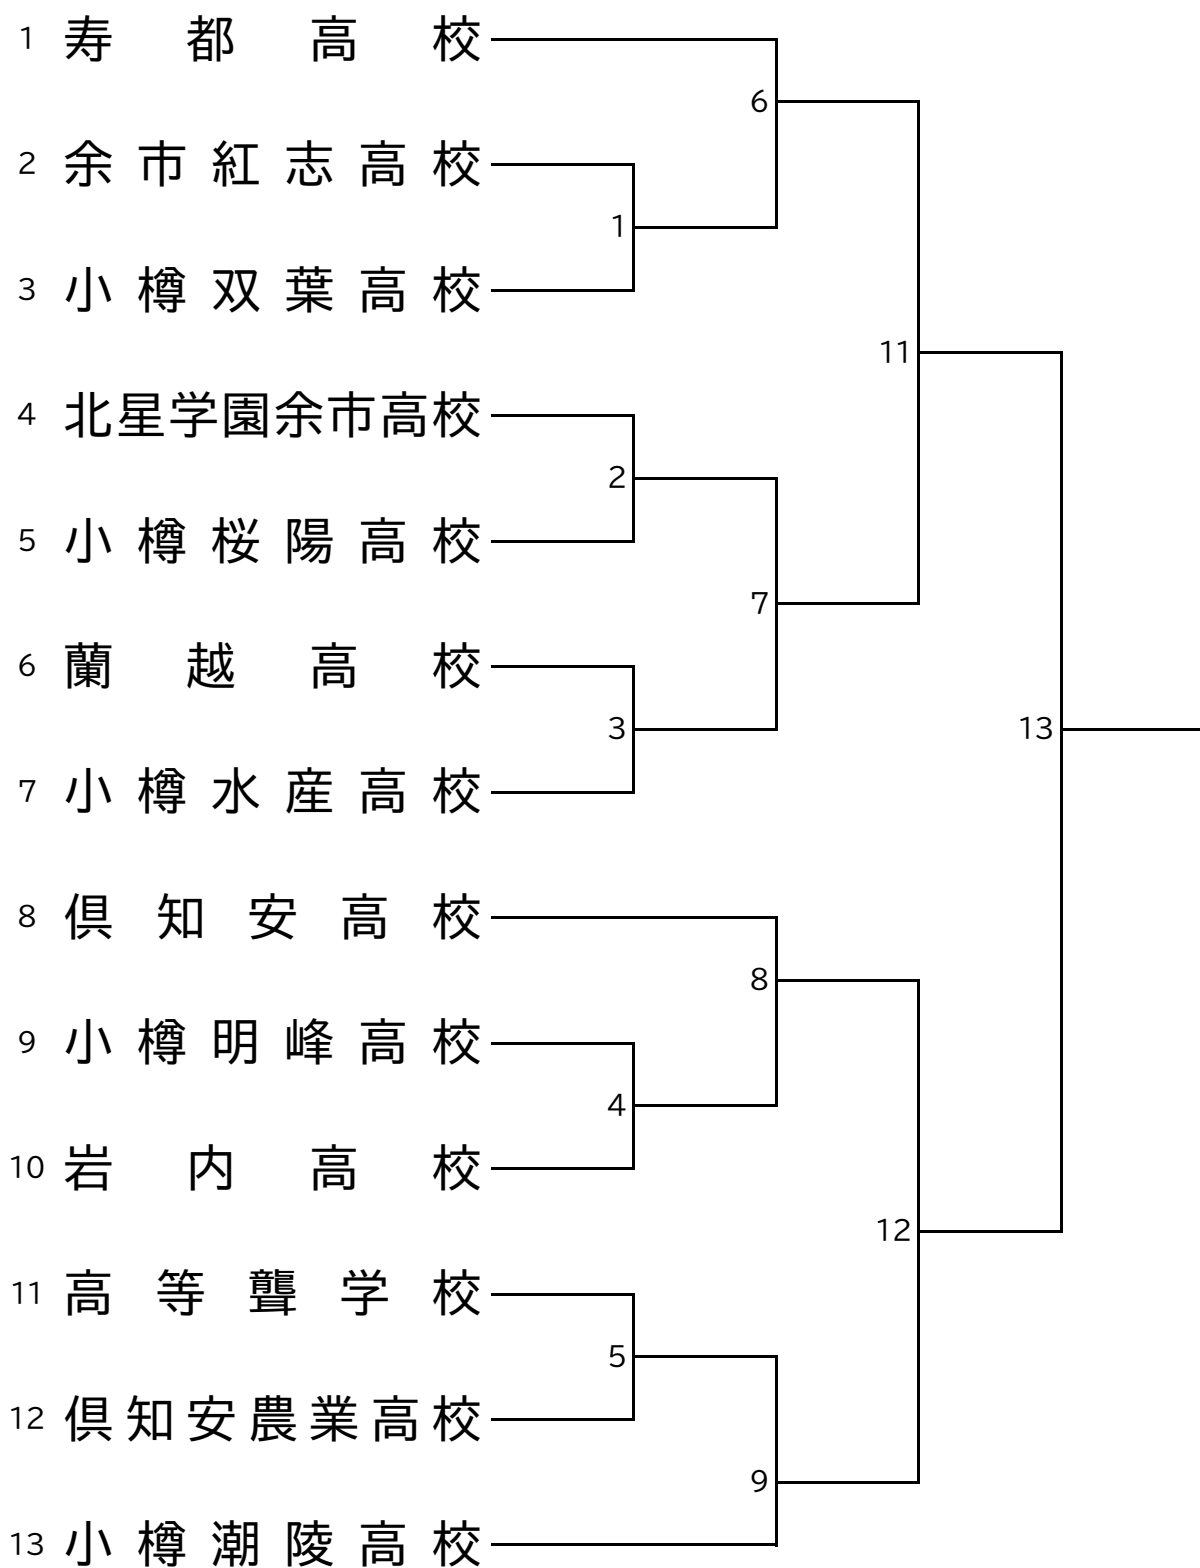 1 寿都高校
6
2 余市紅志高校
1
3 小樽双葉高校
11
4 北星学園余市高校
2
5 小樽桜陽高校
7
6 蘭越高校
3
13
7 小樽水産高校
8 倶知安高校
8
9 小樽明峰高校
4
10 岩内高校
12
11 高等聾学校
5
12 倶知安農業高校
9
13 小樽潮陵高校